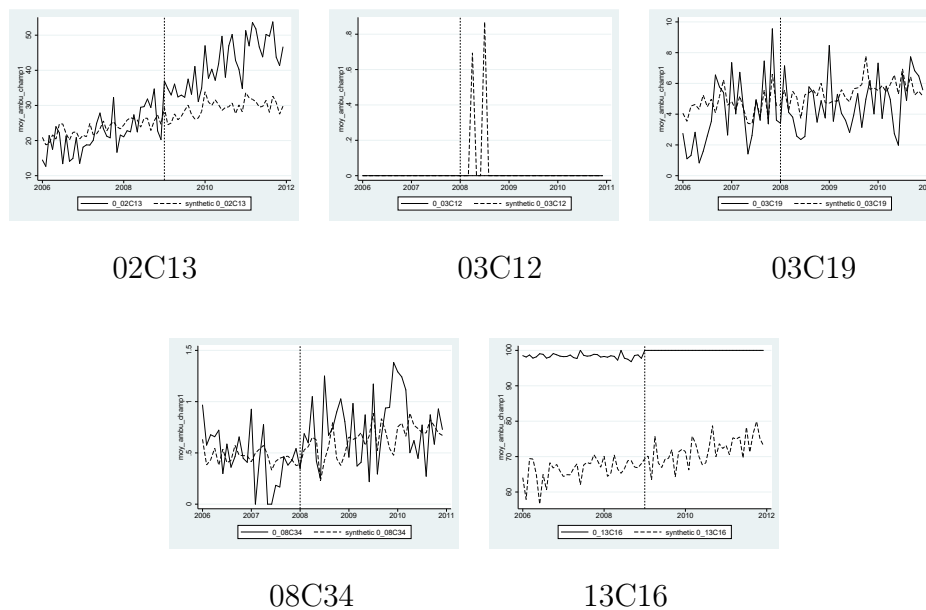 moy_ambu_champ1
10 20 30 40 50
2006 2008 2010 2012
0_02C13 synthetic 0_02C13
moy_ambu_champ1
0 .2 .4 .6 .8
2006 2007 2008 2009 2010 2011
0_03C12 synthetic 0_03C12
moy_ambu_champ1
0 2 4 6 8 10
2006 2007 2008 2009 2010
0_03C19 synthetic 0_03C19
02C13 03C12 03C19
moy_ambu_champ1
0 .5 1 1.5
2006 2007 2008 2009 2010 2011
0_08C34 synthetic 0_08C34
moy_ambu_champ1
60 70 80 90 100
2006 2008 2010 2012
0_13C16 synthetic 0_13C16
08C34 13C16